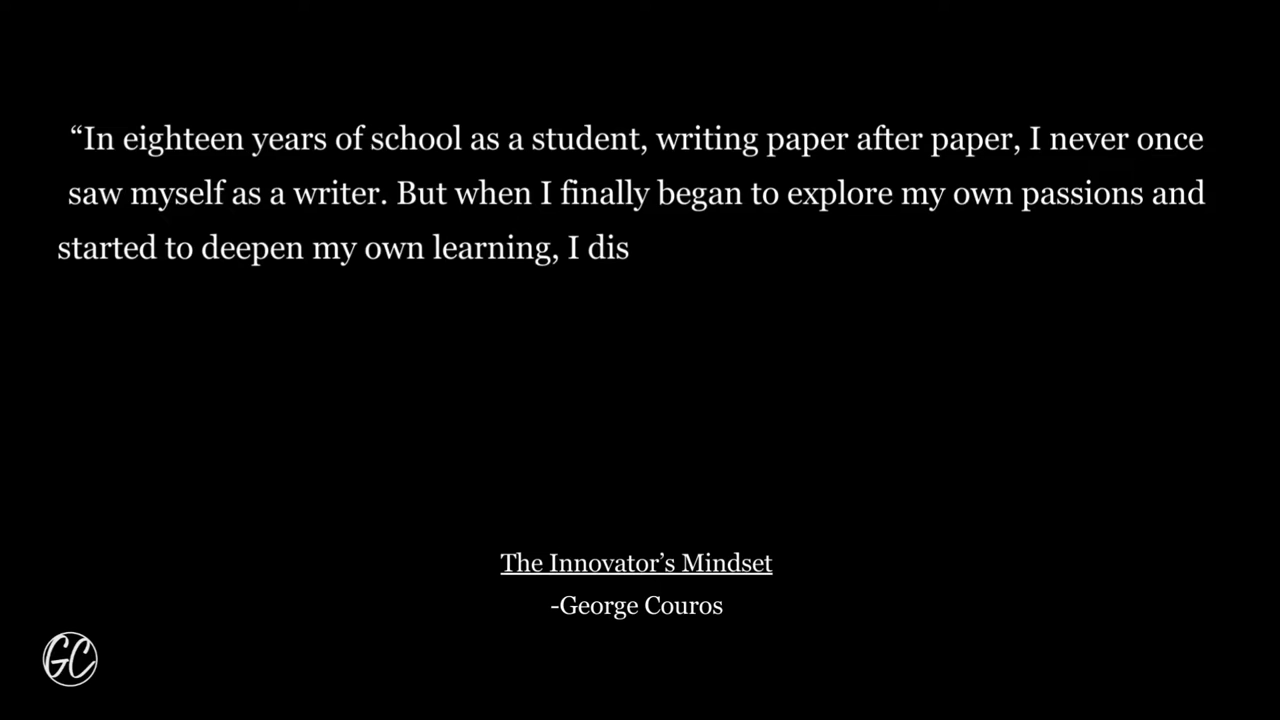 “In eighteen years of school as a student, writing paper after paper, I never once
saw myself as a writer. But when I finally began to explore my own passions and
started to deepen my own learning, I dis
The Innovator’s Mindset
-George Couros
GC